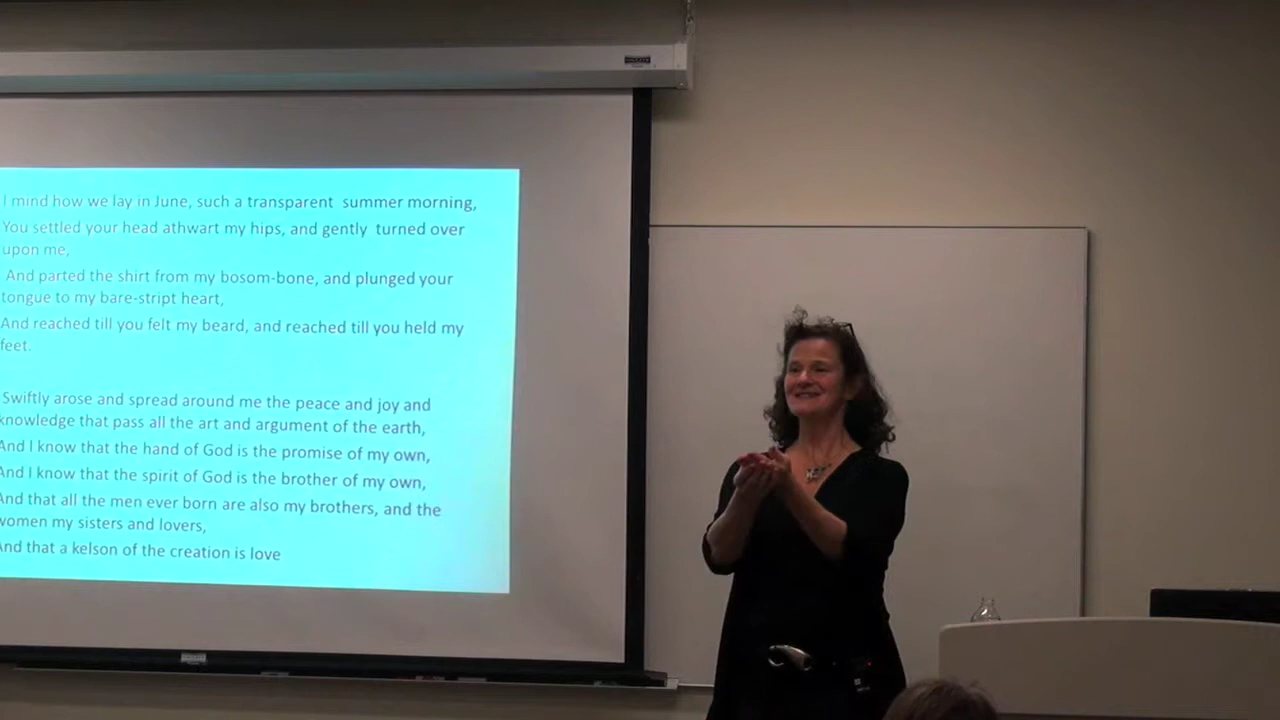 I mind how we lay in June, such a transparent summer morning,
You settled your head athwart my hips, and gently turned over
upon me,
And parted the shirt from my bosom-bone, and plunged your
tongue to my bare-stript heart,
And reached till you felt my beard, and reached till you held my
feet.
Swiftly arose and spread around me the peace and joy and
knowledge that pass all the art and argument of the earth,
And I know that the hand of God is the promise of my own,
And I know that the spirit of God is the brother of my own,
And that all the men ever born are also my brothers, and the
women my sisters and lovers,
And that a kelson of the creation is love